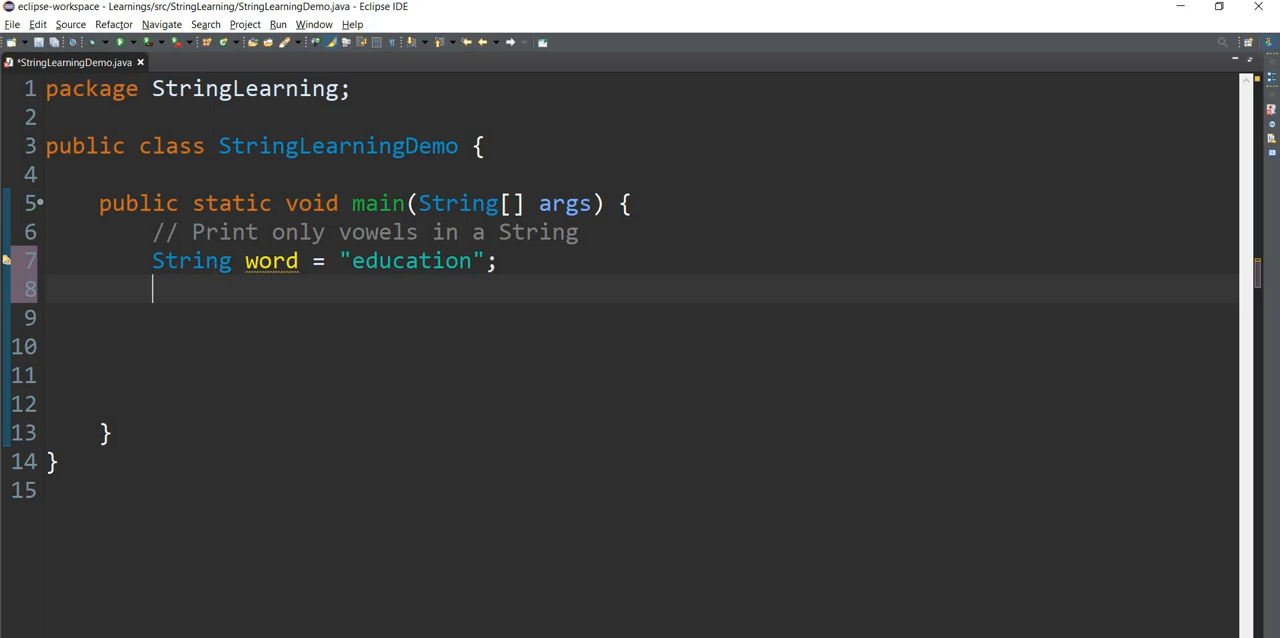 eclipse-workspace - Learnings/src/StringLearning/StringLearningDemo.java - Eclipse IDE
File Edit Source Refactor Navigate Search Project Run Window Help
*StringLearningDemo.java
1 package StringLearning;
2
3 public class StringLearningDemo {
4
5 public static void main(String[] args) {
6 // Print only vowels in a String
7 String word = "education";
8
9
10
11
12
13 }
14 }
15